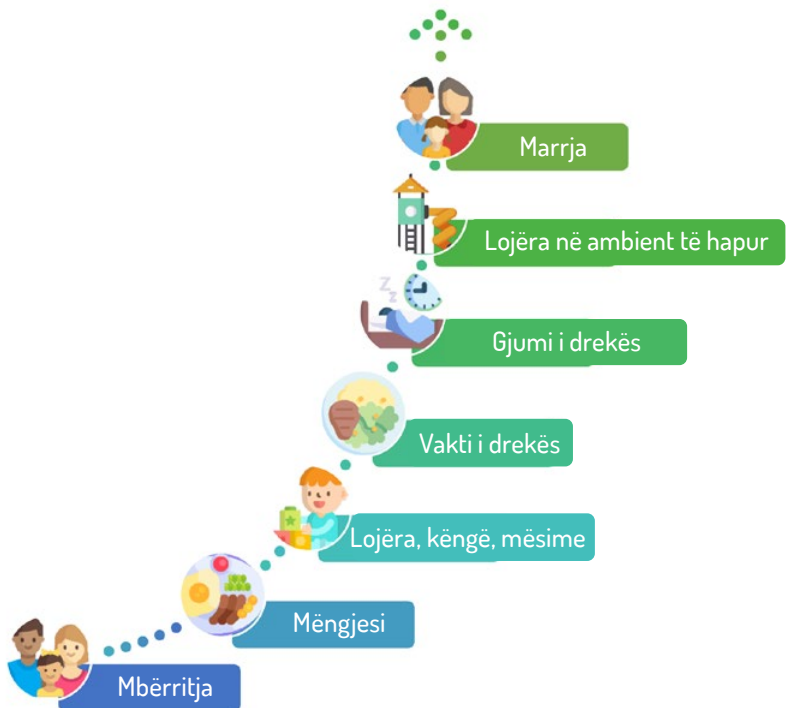 Marrja
Lojëra në ambient të hapur
Gjumi i drekës
Vakti i drekës
Lojëra, këngë, mësime
Mëngjesi
Mbërritja